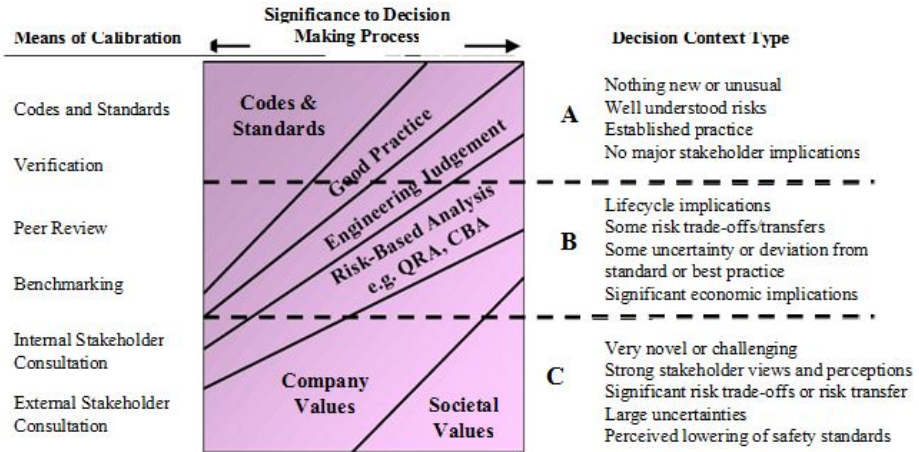 Significance to Decision
Making Process
Means of Calibration
Decision Context Type
Codes and Standards
Verification
Peer Review
Benchmarking
Internal Stakeholder
Consultation
External Stakeholder
Consultation
Codes &
Standards
Good Practice
Engineering Judgement
Risk-Based Analysis
e.g. QRA, CBA
Company
Values
Societal
Values
A
Nothing new or unusual
Well understood risks
Established practice
No major stakeholder implications
B
Lifecycle implications
Some risk trade-offs/transfers
Some uncertainty or deviation from
standard or best practice
Significant economic implications
C
Very novel or challenging
Strong stakeholder views and perceptions
Significant risk trade-offs or risk transfer
Large uncertainties
Perceived lowering of safety standards